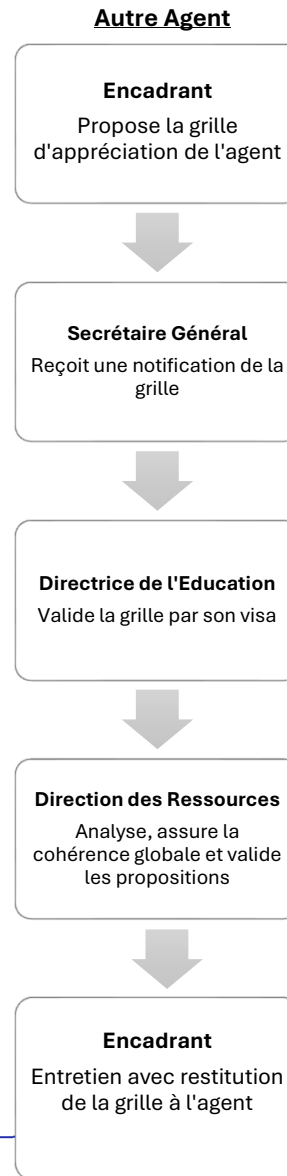 Autre Agent
Encadrant
Propose la grille
d'appréciation de l'agent
Secrétaire Général
Reçoit une notification de la
grille
Directrice de l'Education
Valide la grille par son visa
Direction des Ressources
Analyse, assure la
cohérence globale et valide
les propositions
Encadrant
Entretien avec restitution
de la grille à l'agent